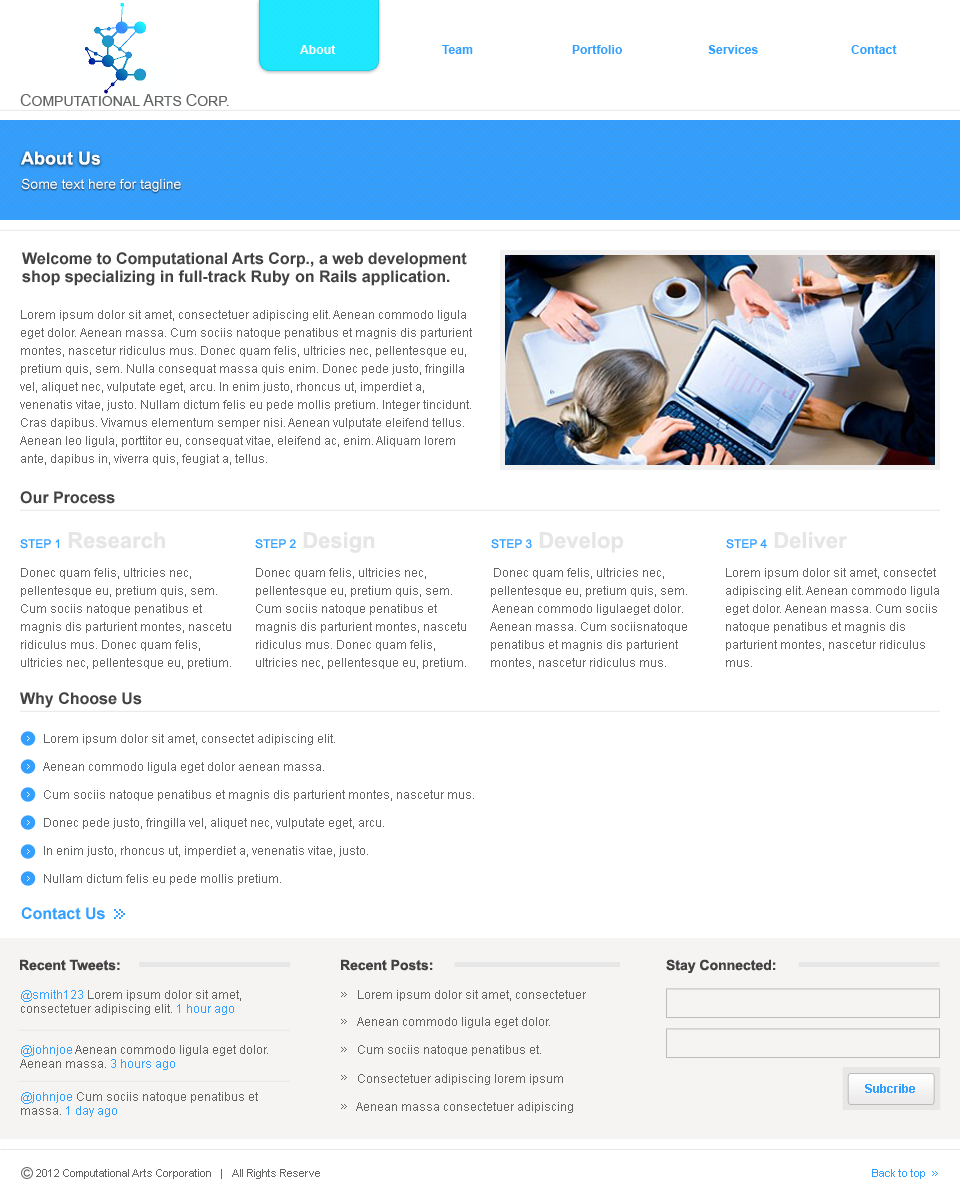 COMPUTATIONAL ARTS CORP.
About
Team
Portfolio
Services
Contact
About Us
Some text here for tagline
Welcome to Computational Arts Corp., a web development
shop specializing in full-track Ruby on Rails application.
Lorem ipsum dolor sit amet, consectetuer adipiscing elit. Aenean commodo ligula
eget dolor. Aenean massa. Cum sociis natoque penatibus et magnis dis parturient
montes, nascetur ridiculus mus. Donec quam felis, ultricies nec, pellentesque eu,
pretium quis, sem. Nulla consequat massa quis enim. Donec pede justo, fringilla
vel, aliquet nec, vulputate eget, arcu. In enim justo, rhoncus ut, imperdiet a,
venenatis vitae, justo. Nullam dictum felis eu pede mollis pretium. Integer tincidunt.
Cras dapibus. Vivamus elementum semper nisi. Aenean vulputate eleifend tellus.
Aenean leo ligula, porttitor eu, consequat vitae, eleifend ac, enim. Aliquam lorem
ante, dapibus in, viverra quis, feugiat a, tellus.
Our Process
STEP 1 Research
Donec quam felis, ultricies nec,
pellentesque eu, pretium quis, sem.
Cum sociis natoque penatibus et
magnis dis parturient montes, nascetu
ridiculus mus. Donec quam felis,
ultricies nec, pellentesque eu, pretium.
STEP 2 Design
Donec quam felis, ultricies nec,
pellentesque eu, pretium quis, sem.
Cum sociis natoque penatibus et
magnis dis parturient montes, nascetu
ridiculus mus. Donec quam felis,
ultricies nec, pellentesque eu, pretium.
STEP 3 Develop
Donec quam felis, ultricies nec,
pellentesque eu, pretium quis, sem.
Aenean commodo ligulaeget dolor.
Aenean massa. Cum sociisnatoque
penatibus et magnis dis parturient
montes, nascetur ridiculus mus.
STEP 4 Deliver
Lorem ipsum dolor sit amet, consectet
adipiscing elit. Aenean commodo ligula
eget dolor. Aenean massa. Cum sociis
natoque penatibus et magnis dis
parturient montes, nascetur ridiculus
mus.
Why Choose Us
Lorem ipsum dolor sit amet, consectet adipiscing elit.
Aenean commodo ligula eget dolor aenean massa.
Cum sociis natoque penatibus et magnis dis parturient montes, nascetur mus.
Donec pede justo, fringilla vel, aliquet nec, vulputate eget, arcu.
In enim justo, rhoncus ut, imperdiet a, venenatis vitae, justo.
Nullam dictum felis eu pede mollis pretium.
Contact Us
Recent Tweets:
@smith123 Lorem ipsum dolor sit amet,
consectetuer adipiscing elit. 1 hour ago
@johnjoe Aenean commodo ligula eget dolor.
Aenean massa. 3 hours ago
@johnjoe Cum sociis natoque penatibus et
massa. 1 day ago
Recent Posts:
» Lorem ipsum dolor sit amet, consectetuer
» Aenean commodo ligula eget dolor.
» Cum sociis natoque penatibus et.
» Consectetuer adipiscing lorem ipsum
» Aenean massa consectetuer adipiscing
Stay Connected:
Subcribe
© 2012 Computational Arts Corporation | All Rights Reserve
Back to top »